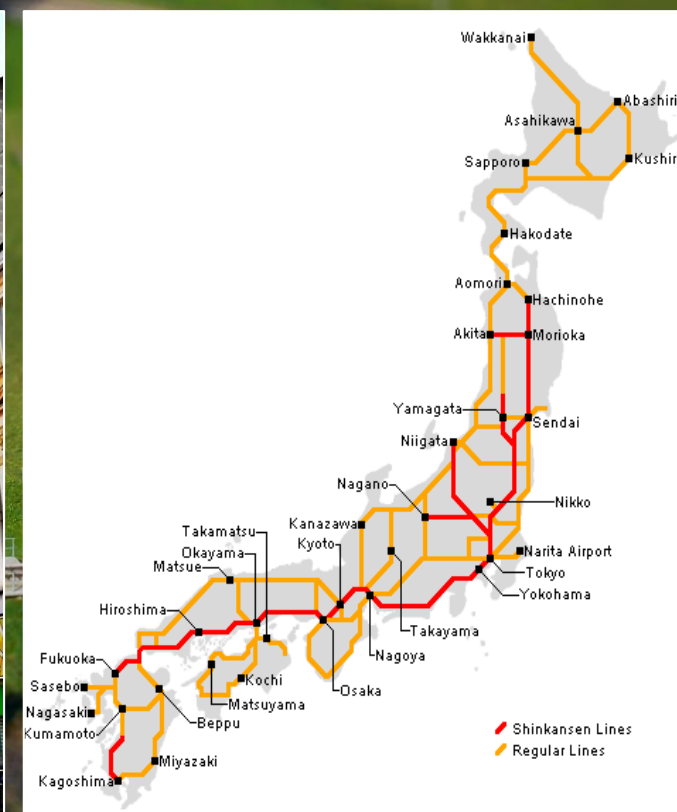 Wakkanai
Abashiri
Asahikawa
Sapporo
Kushir
Hakodate
Aomori
Hachinohe
Akita
Morioka
Yamagata
Sendai
Niigata
Nagano
Nikko
Kanazawa
Takamatsu
Okayama
Kyoto
Narita Airport
Matsue
Tokyo
Yokohama
Hiroshima
Takayama
Nagoya
Fukuoka
Sasebo
Kochi
Osaka
Nagasaki
Matsuyama
Beppu
Kumamoto
Shinkansen Lines
Regular Lines
Miyazaki
Kagoshima